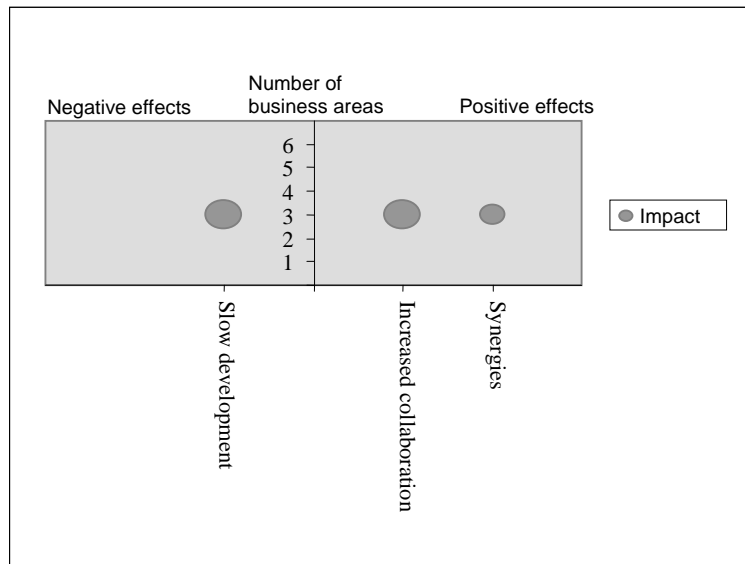 Number of
business areas
Negative effects
Positive effects
6
5
4
3
2
1
Impact
Slow development
Increased collaboration
Synergies